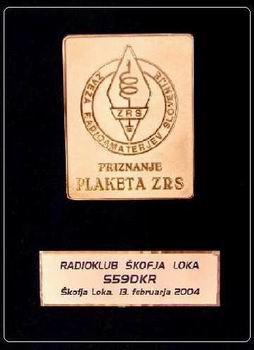 ZVEZA RADIOAMATERJEV SLOVENIJE
ZRS
PRIZNANJE
PLAKETA ZRS
RADIOKLUB ŠKOFJA LOKA
S59DKR
Škofja Loka, 13. februarja 2004